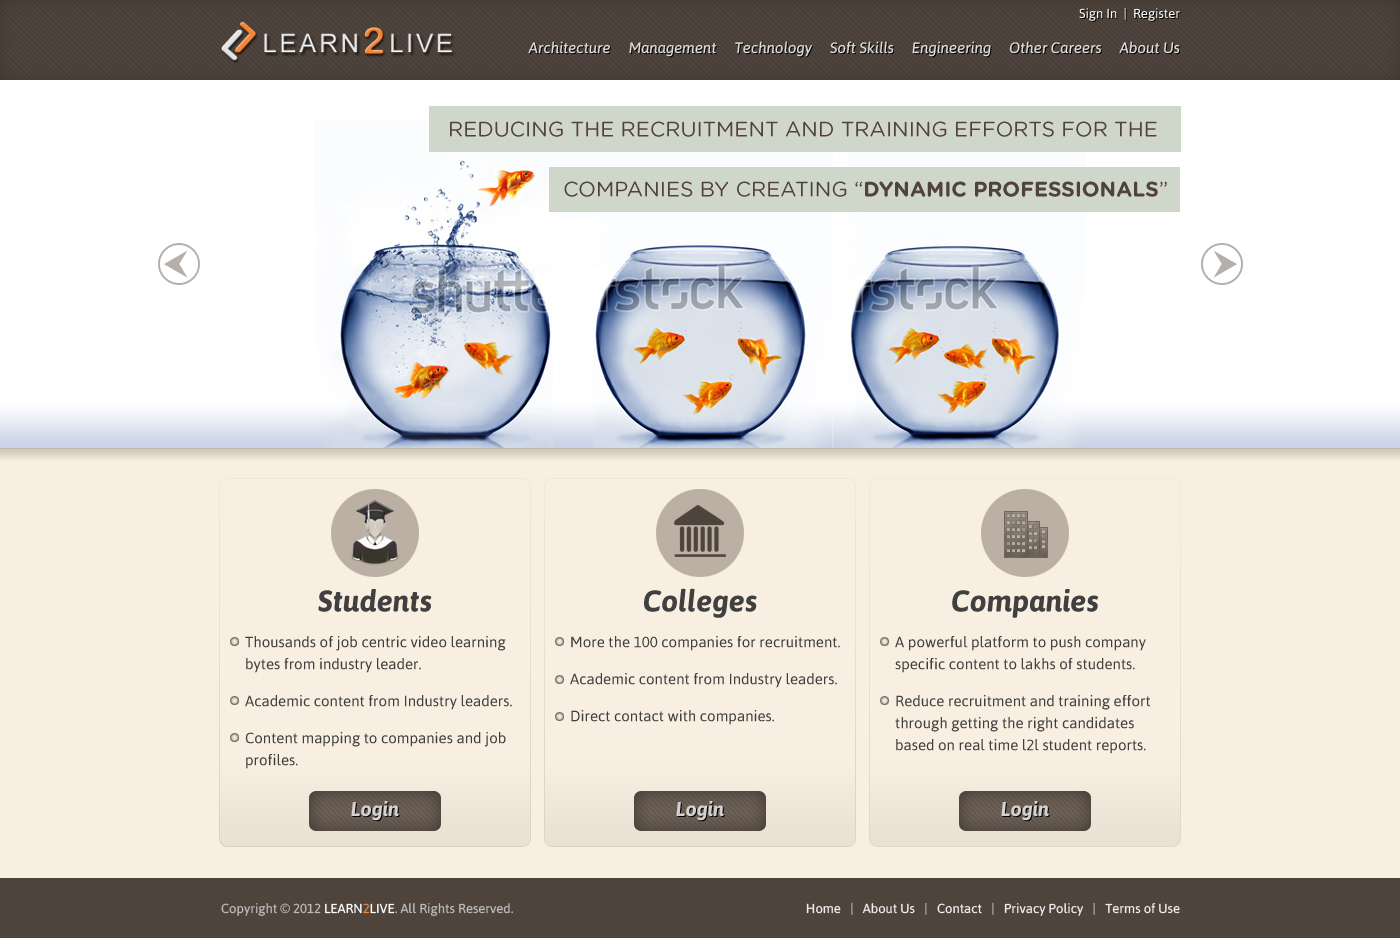 Sign In | Register
LEARN2LIVE
Architecture Management Technology Soft Skills Engineering Other Careers About Us
REDUCING THE RECRUITMENT AND TRAINING EFFORTS FOR THE
COMPANIES BY CREATING “DYNAMIC PROFESSIONALS”
shutte rstock rstock
Students
Thousands of job centric video learning
bytes from industry leader.
Academic content from Industry leaders.
Content mapping to companies and job
profiles.
Login
Colleges
More the 100 companies for recruitment.
Academic content from Industry leaders.
Direct contact with companies.
Login
Companies
A powerful platform to push company
specific content to lakhs of students.
Reduce recruitment and training effort
through getting the right candidates
based on real time l2l student reports.
Login
Copyright © 2012 LEARN2LIVE. All Rights Reserved.
Home | About Us | Contact | Privacy Policy | Terms of Use